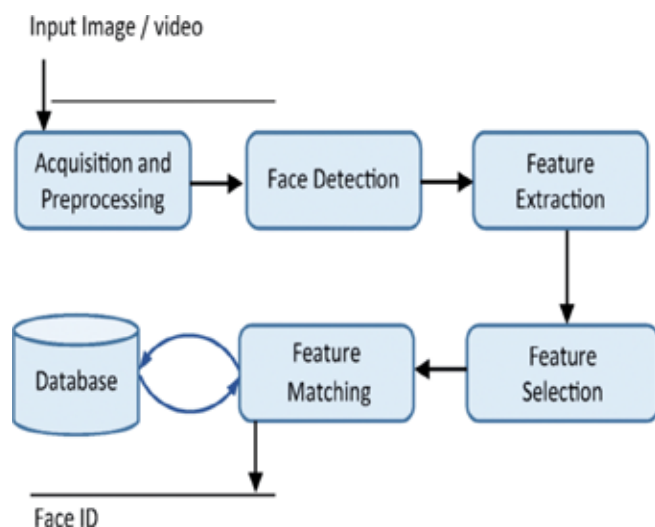 Input Image / video
Acquisition and
Preprocessing
Face Detection
Feature
Extraction
Database
Feature
Matching
Feature
Selection
Face ID